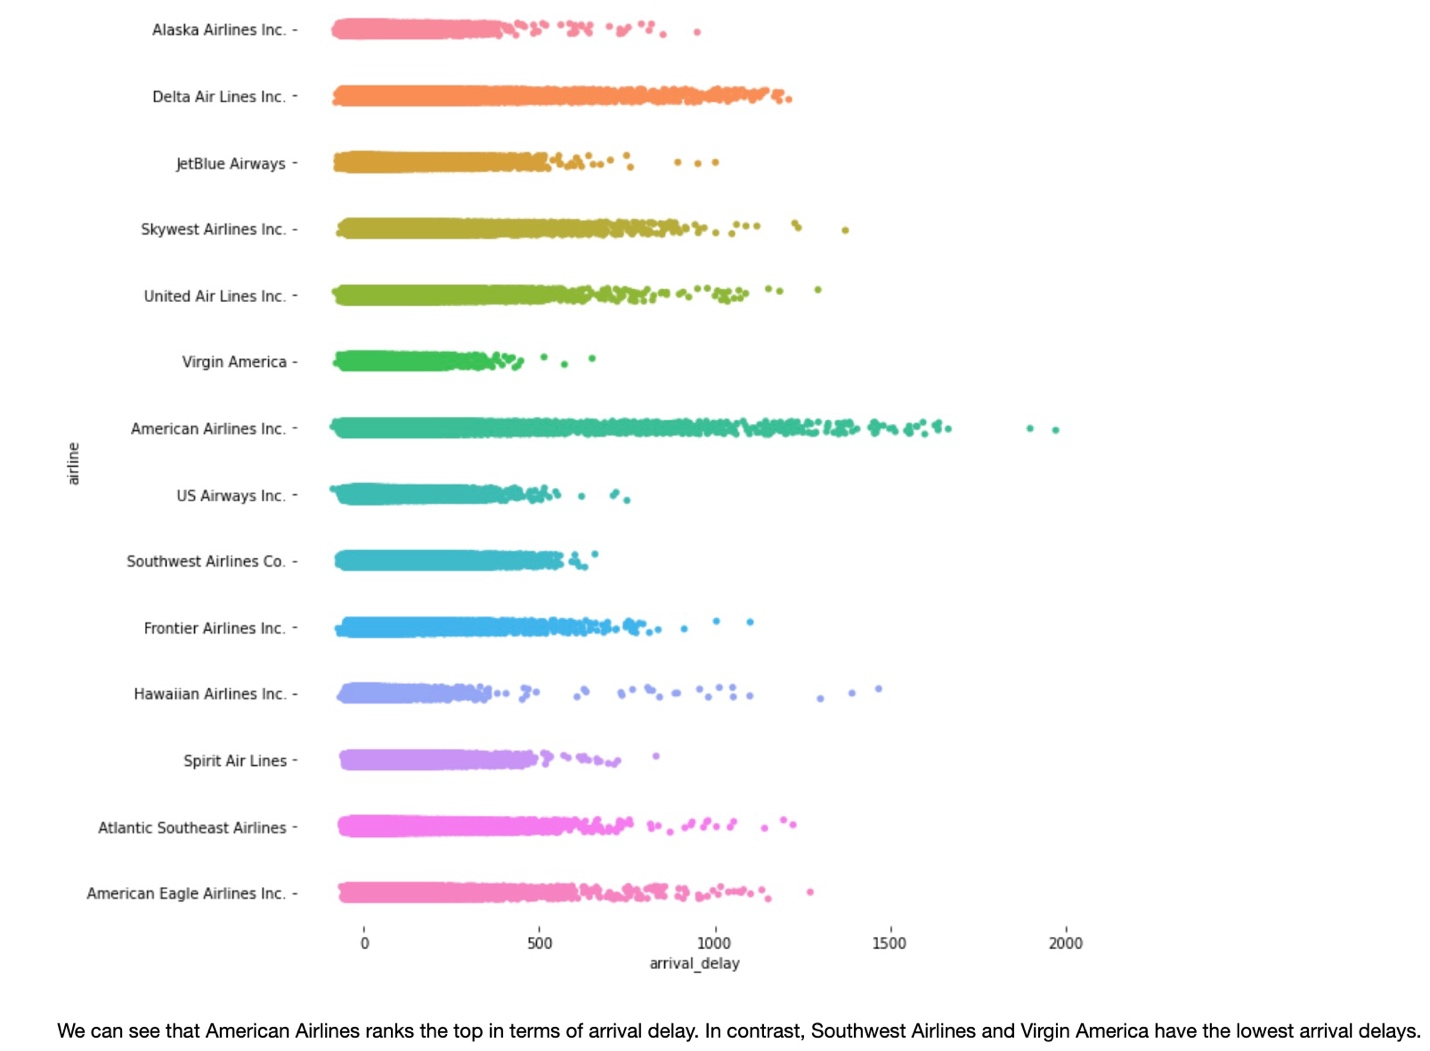 Alaska Airlines Inc.
Delta Air Lines Inc.
JetBlue Airways
Skywest Airlines Inc.
United Air Lines Inc.
Virgin America
American Airlines Inc.
airline
US Airways Inc.
Southwest Airlines Co.
Frontier Airlines Inc.
Hawaiian Airlines Inc.
Spirit Air Lines
Atlantic Southeast Airlines
American Eagle Airlines Inc.
0 500 1000 1500 2000
arrival_delay
We can see that American Airlines ranks the top in terms of arrival delay. In contrast, Southwest Airlines and Virgin America have the lowest arrival delays.